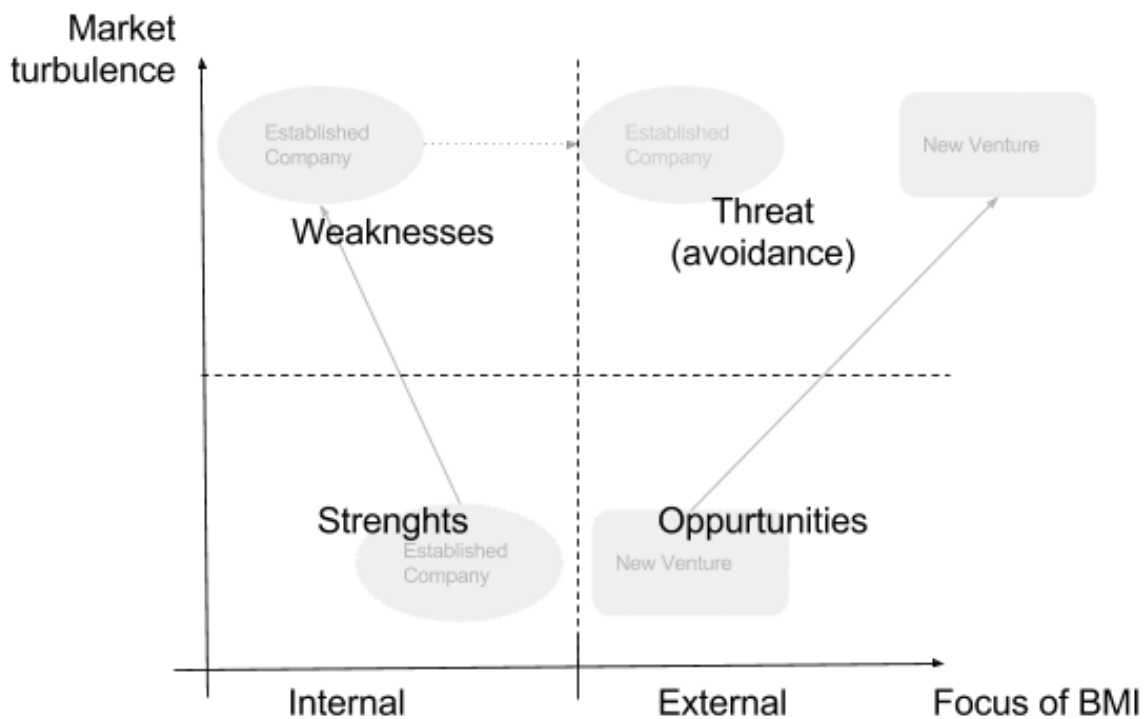 Market
turbulence
Established
Company
Established
Company
New Venture
Weaknesses
Threat
(avoidance)
Strenghts
Oppurtunities
Established
Company
New Venture
Internal
External
Focus of BMI